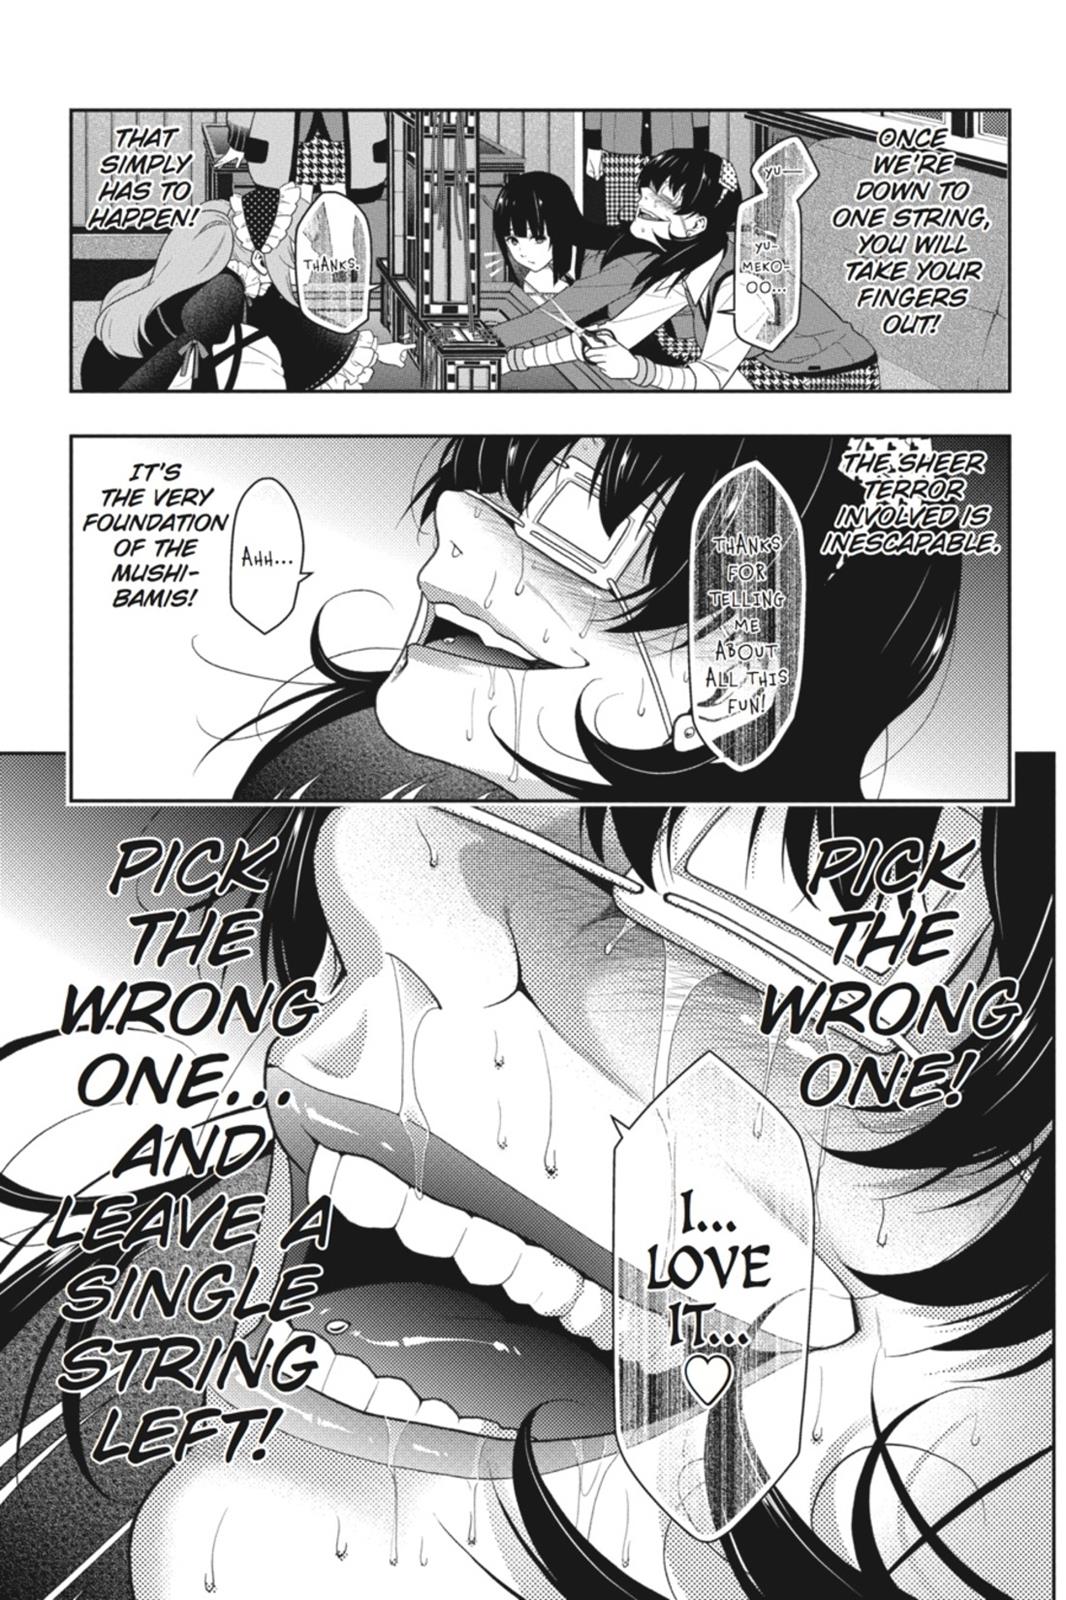 ONCE
WE'RE
DOWN TO
ONE STRING,
YOU WILL
TAKE YOUR
FINGERS
OUT!
YU—
YU-
MEKO-
OO...
THANKS.
THAT
SIMPLY
HAS TO
HAPPEN!
THE SHEER
TERROR
INVOLVED IS
INESCAPABLE.
THANKS
FOR
TELLING
ME
ABOUT
ALL THIS
FUN!
AHH...
IT'S
THE VERY
FOUNDATION
OF THE
MUSHI-
BAMIS!
PICK
THE
WRONG
ONE!
I...
LOVE
IT...
♡
PICK
THE
WRONG
ONE...
AND
LEAVE A
SINGLE
STRING
LEFT!